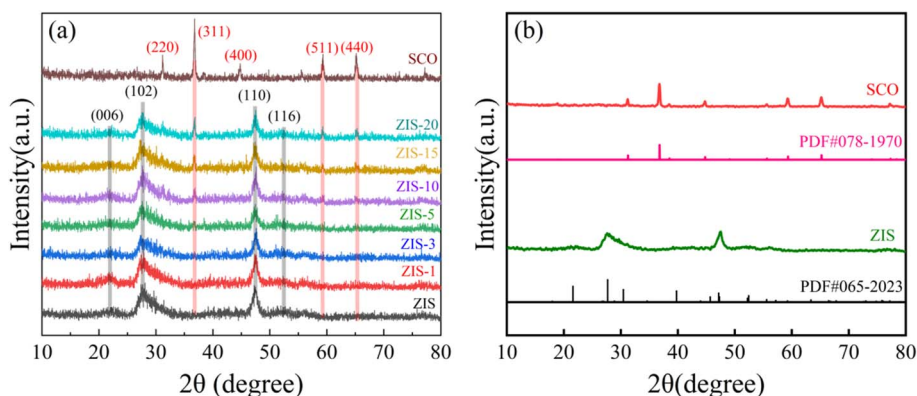 (a)
(311)
(220)
(400)
(511)
(440)
SCO
(102)
(110)
(006)
(116)
ZIS-20
ZIS-15
ZIS-10
ZIS-5
ZIS-3
ZIS-1
ZIS
Intensity(a.u.)
10 20 30 40 50 60 70 80
2θ (degree)
(b)
SCO
PDF#078-1970
ZIS
PDF#065-2023
Intensity(a.u.)
10 20 30 40 50 60 70 80
2θ(degree)